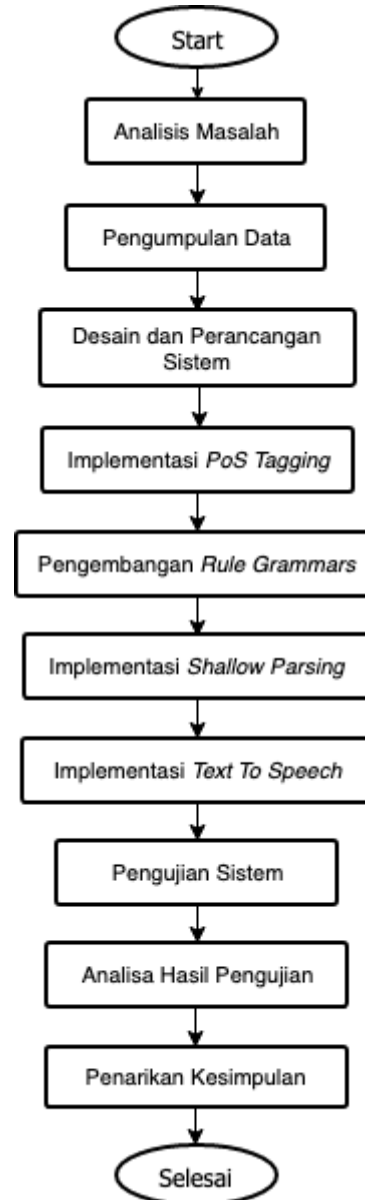 Start
Analisis Masalah
Pengumpulan Data
Desain dan Perancangan
Sistem
Implementasi PoS Tagging
Pengembangan Rule Grammars
Implementasi Shallow Parsing
Implementasi Text To Speech
Pengujian Sistem
Analisa Hasil Pengujian
Penarikan Kesimpulan
Selesai